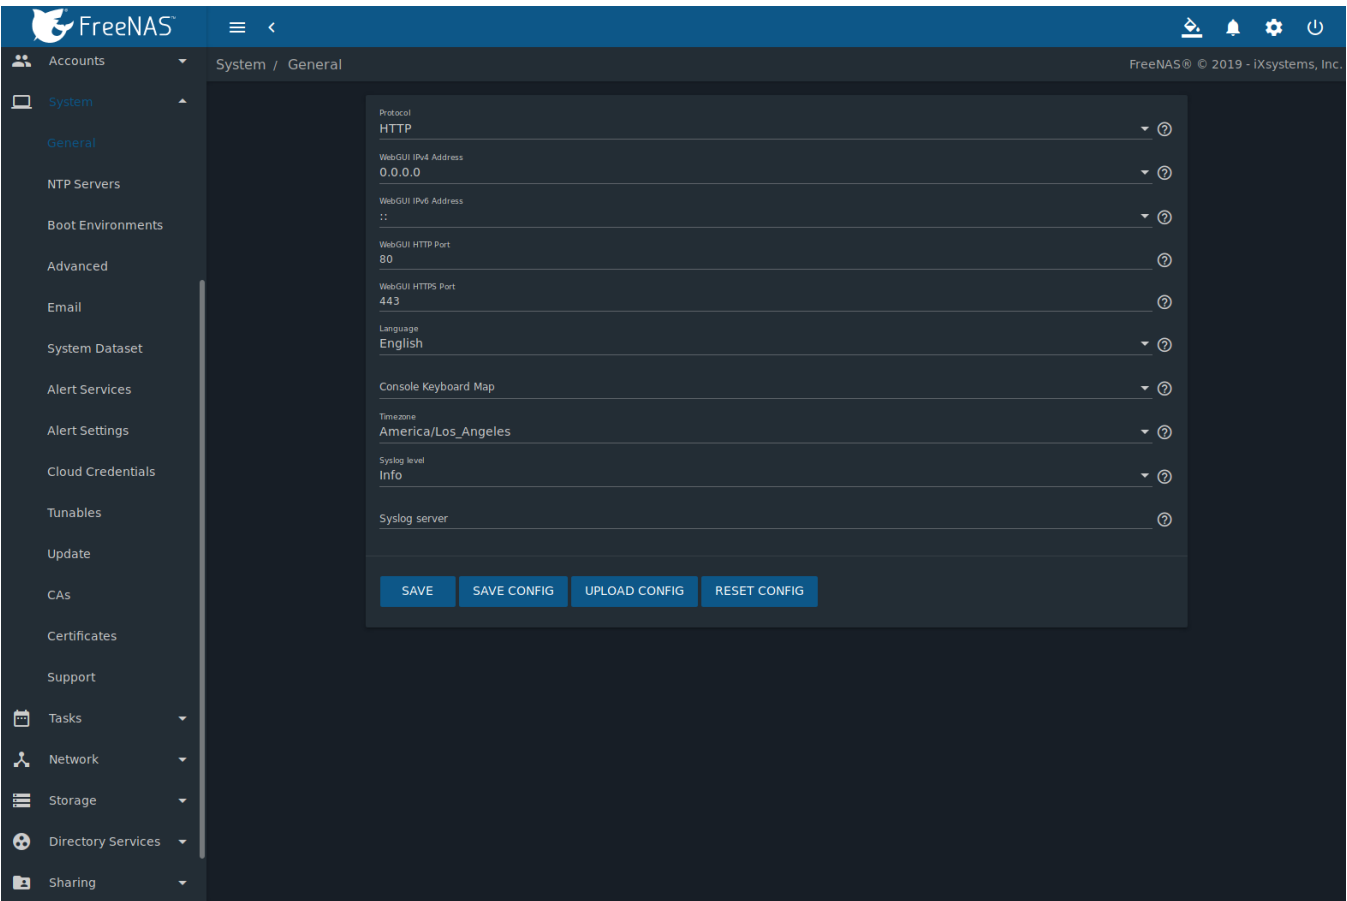 FreeNAS™
Accounts
System
General
NTP Servers
Boot Environments
Advanced
Email
System Dataset
Alert Services
Alert Settings
Cloud Credentials
Tunables
Update
CAs
Certificates
Support
Tasks
Network
Storage
Directory Services
Sharing
System / General
FreeNAS® © 2019 - iXsystems, Inc.
Protocol
HTTP
WebGUI IPv4 Address
0.0.0.0
WebGUI IPv6 Address
::
WebGUI HTTP Port
80
WebGUI HTTPS Port
443
Language
English
Console Keyboard Map
Timezone
America/Los_Angeles
Syslog level
Info
Syslog server
SAVE SAVE CONFIG UPLOAD CONFIG RESET CONFIG